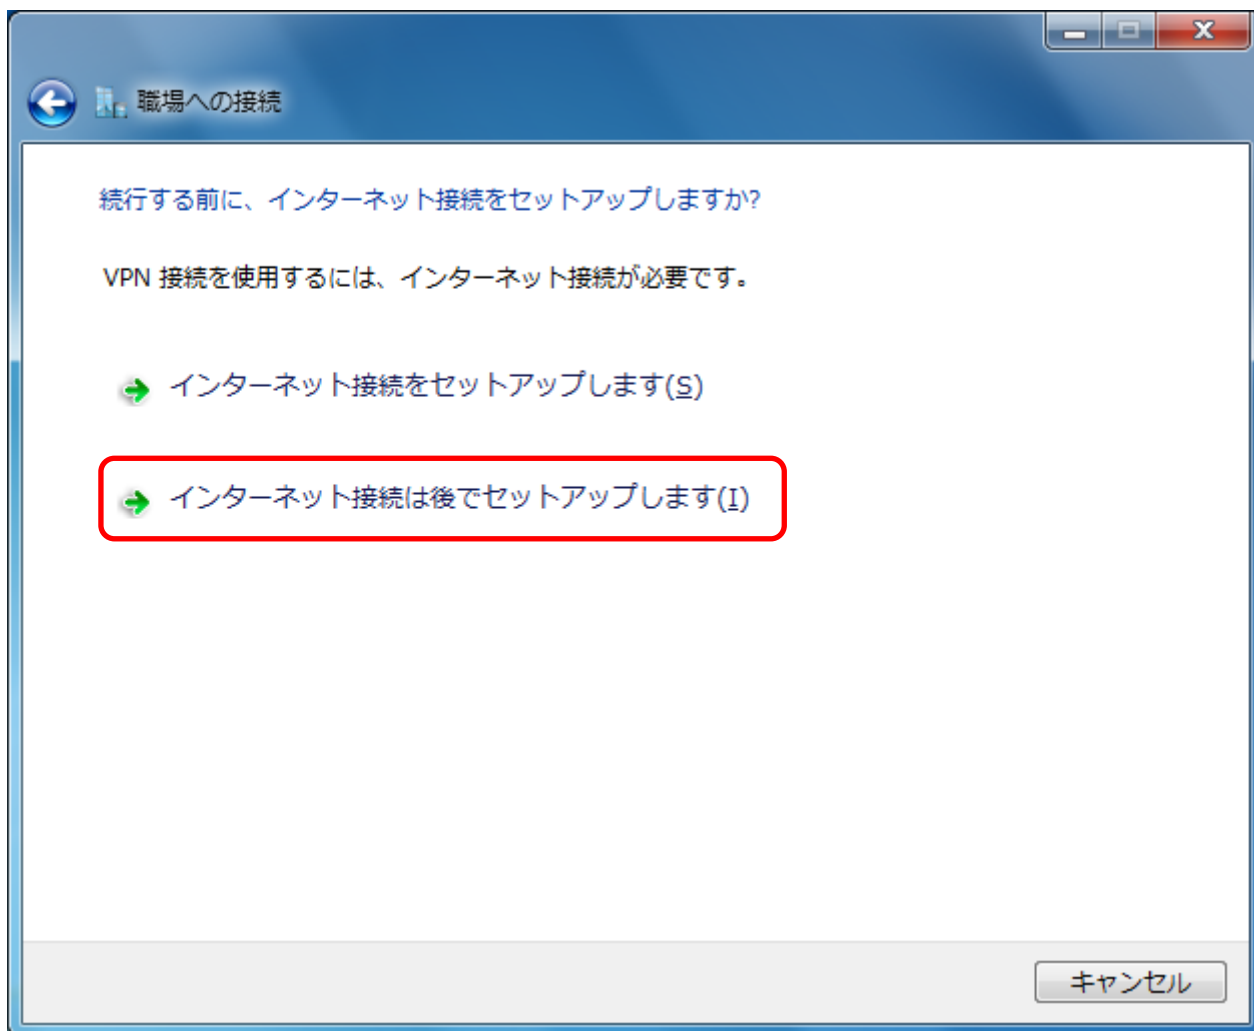 職場への接続
続行する前に、インターネット接続をセットアップしますか?
VPN 接続を使用するには、インターネット接続が必要です。
インターネット接続をセットアップします(S)
インターネット接続は後でセットアップします(I)
キャンセル